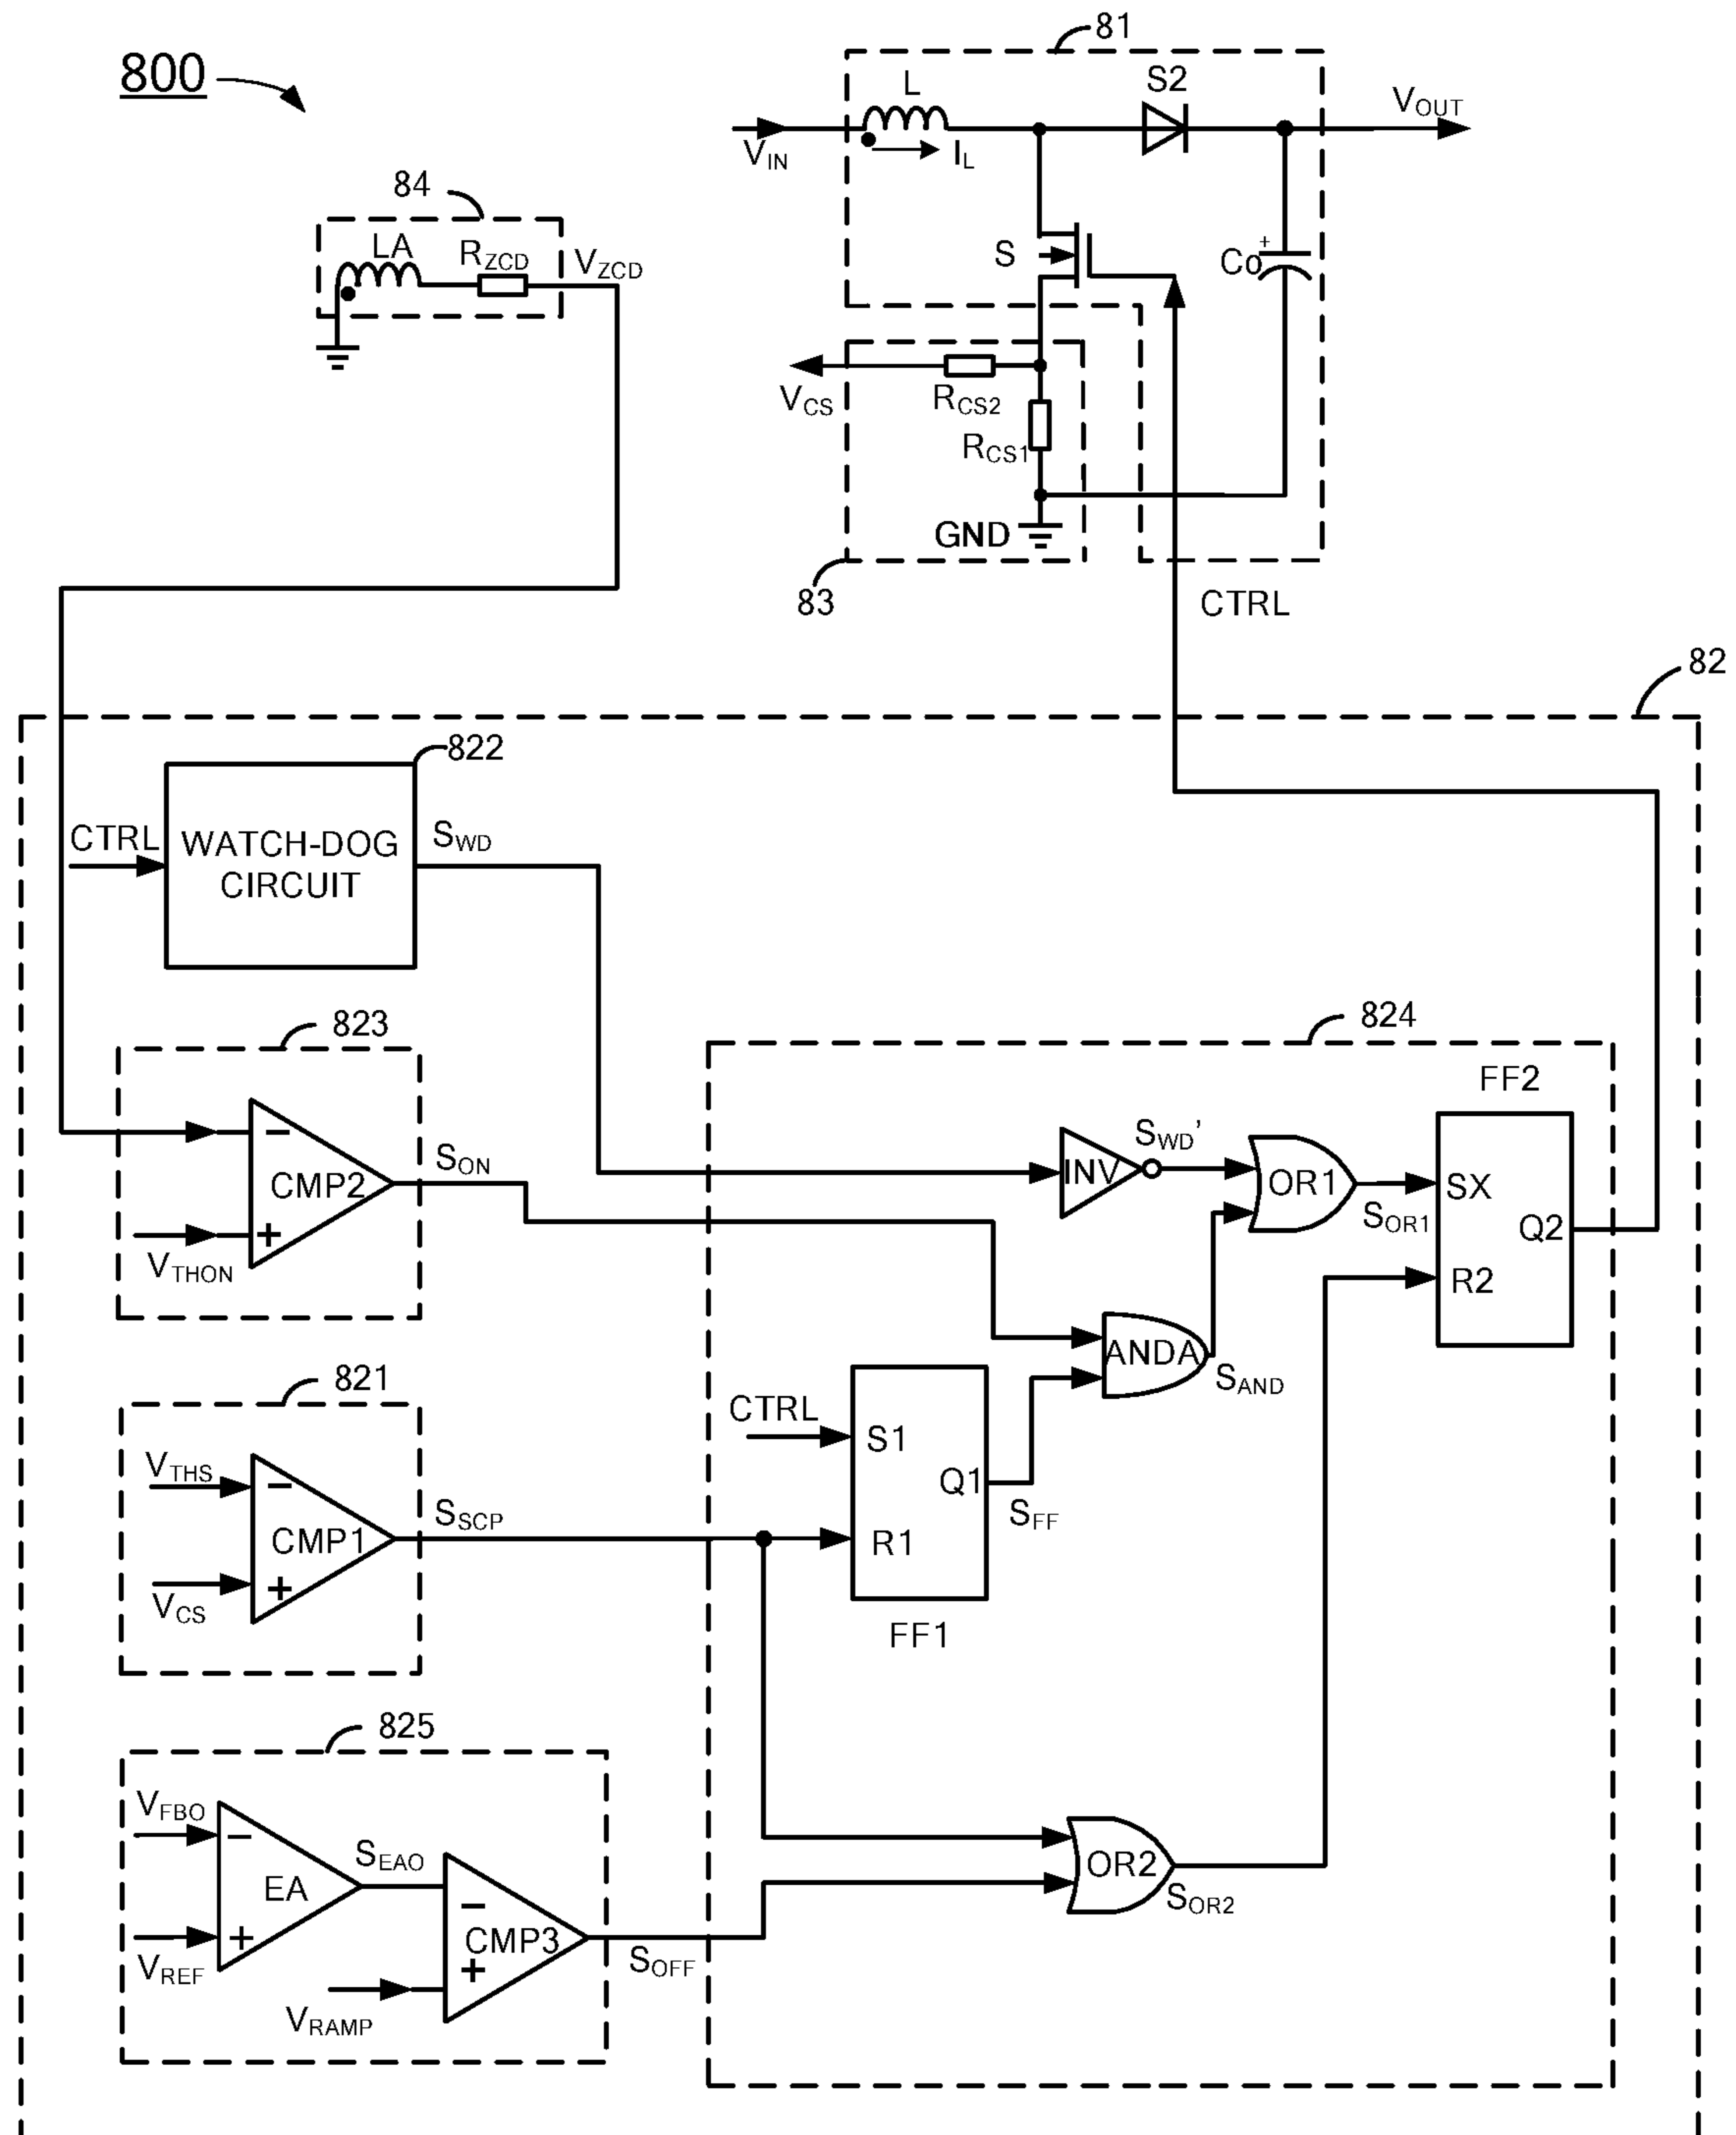 800
81
L
S2
VOUT
VIN
IL
84
LA
RZCD
VZCD
S
Co
+
VCS
RCS2
RCS1
GND
83
CTRL
82
822
CTRL
WATCH-DOG
CIRCUIT
SWD
823
824
FF2
−
CMP2
+
SON
VTHON
INV
SWD’
OR1
SOR1
SX
Q2
R2
821
ANDA
SAND
CTRL
S1
Q1
R1
SFF
FF1
VTHS
−
CMP1
+
VCS
SSCP
825
VFBO
−
EA
+
VREF
SEAO
−
CMP3
+
VRAMP
SOFF
OR2
SOR2